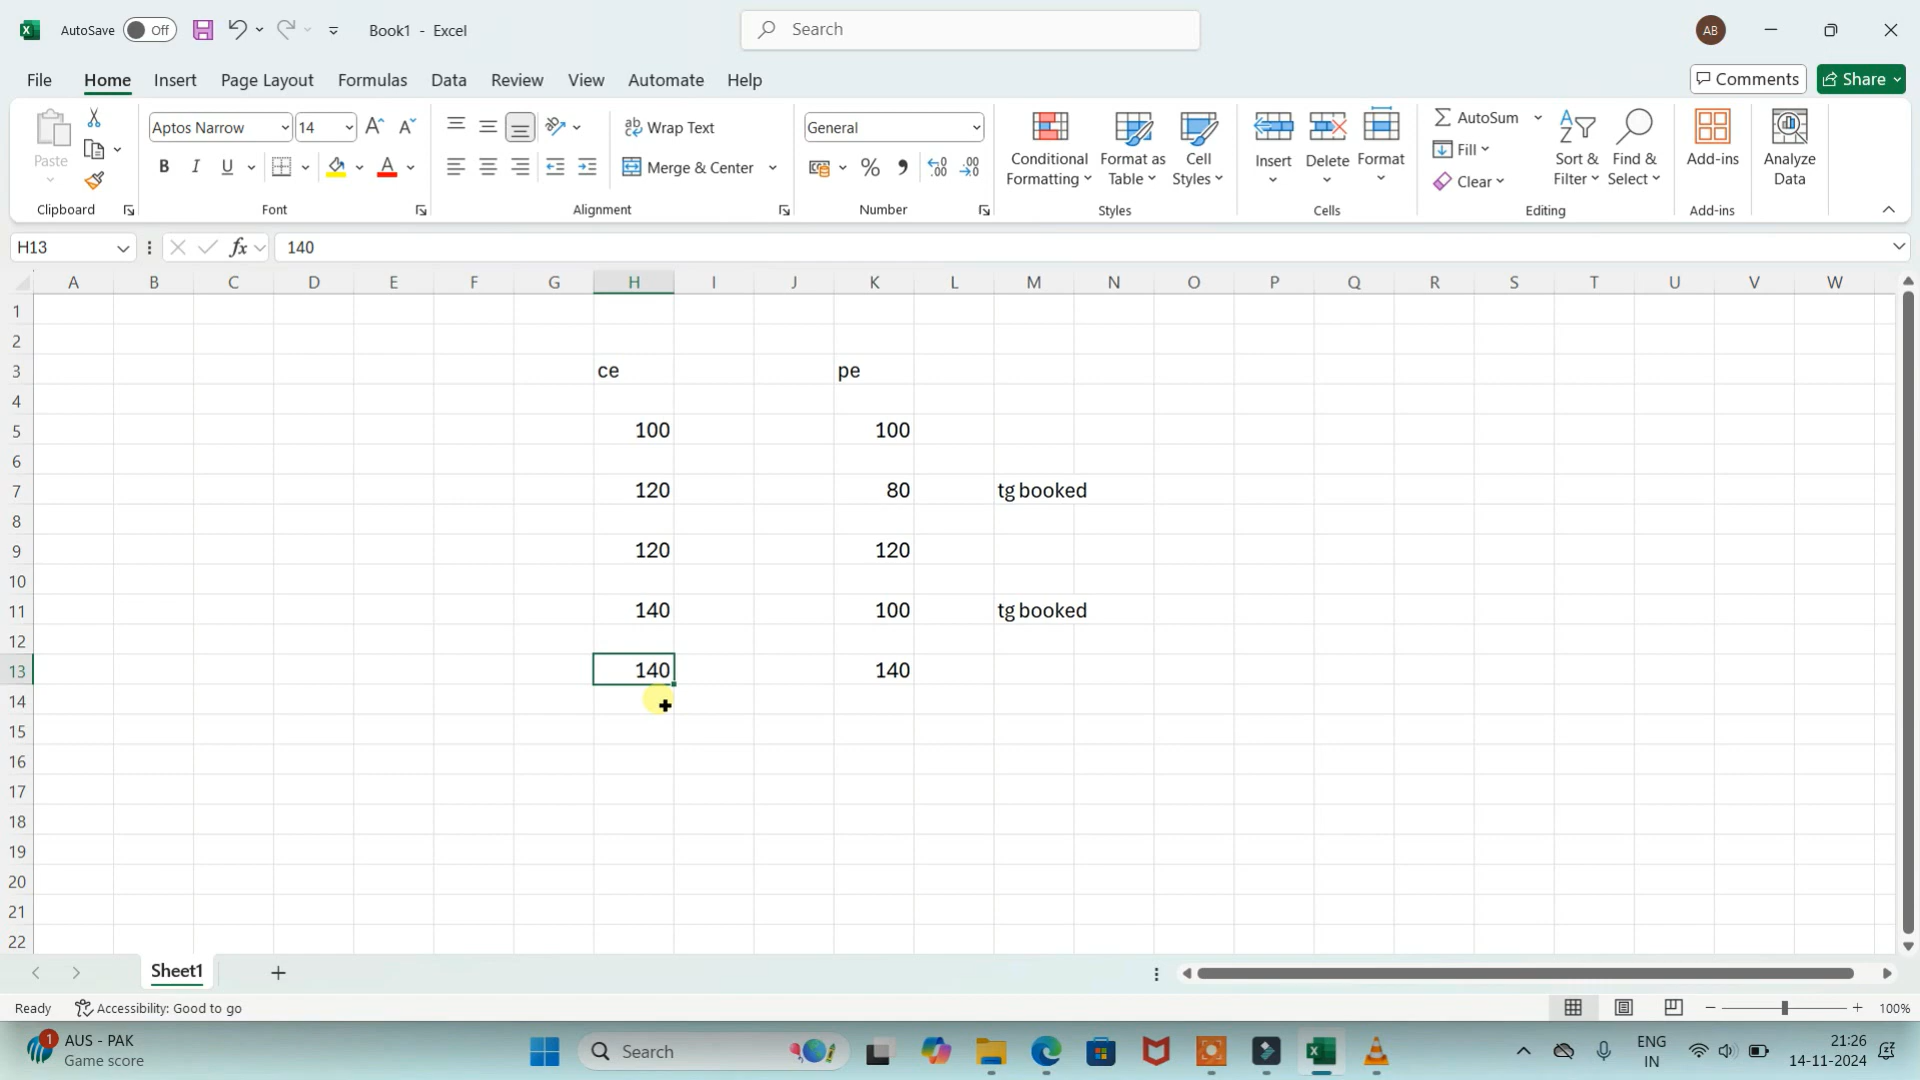 AutoSave Off Book1 - Excel Search AB
File Home Insert Page Layout Formulas Data Review View Automate Help Comments Share
Paste
Clipboard
Aptos Narrow 14
B I U
Font
Wrap Text
Merge & Center
Alignment
General
Number
Conditional Formatting
Format as Table
Cell Styles
Styles
Insert
Delete
Format
Cells
AutoSum
Fill
Clear
Sort & Filter
Find & Select
Editing
Add-ins
Add-ins
Analyze Data
H13 fx 140
A B C D E F G H I J K L M N O P Q R S T U V W
1
2
3 ce pe
4
5 100 100
6
7 120 80 tg booked
8
9 120 120
10
11 140 100 tg booked
12
13 140 140
14
15
16
17
18
19
20
21
22
Sheet1
Ready Accessibility: Good to go 100%
1 AUS - PAK
Game score
Search
ENG
IN
21:26
14-11-2024